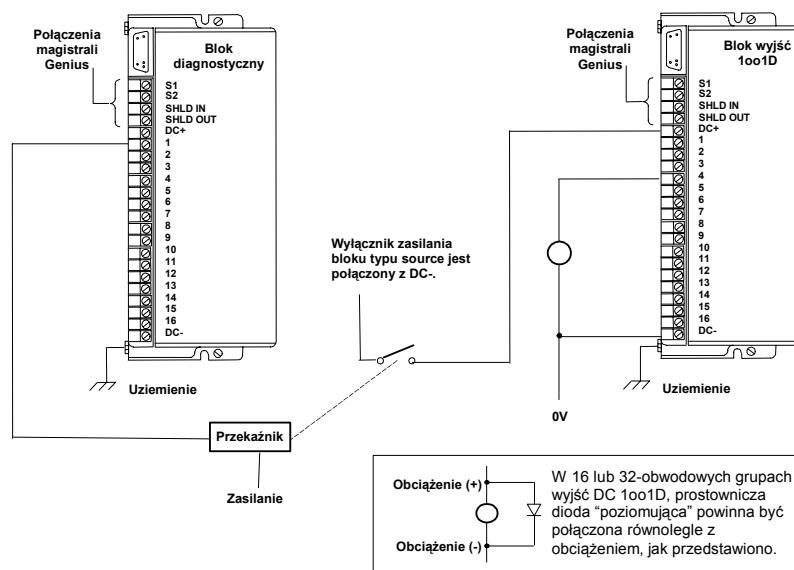 Połączenia
magistrali
Genius
Blok
diagnostyczny
S1
S2
SHLD IN
SHLD OUT
DC+
1
2
3
4
5
6
7
8
9
10
11
12
13
14
15
16
DC-
Uziemienie
Przekaźnik
Zasilanie
Wyłącznik zasilania
bloku typu source jest
połączony z DC-.
Połączenia
magistrali
Genius
Blok wyjść
1oo1D
S1
S2
SHLD IN
SHLD OUT
DC+
1
2
3
4
5
6
7
8
9
10
11
12
13
14
15
16
DC-
Uziemienie
0V
Obciążenie (+)
Obciążenie (-)
W 16 lub 32-obwodowych grupach
wyjść DC 1oo1D, prostownicza
dioda “poziomująca” powinna być
połączona równolegle z
obciążeniem, jak przedstawiono.